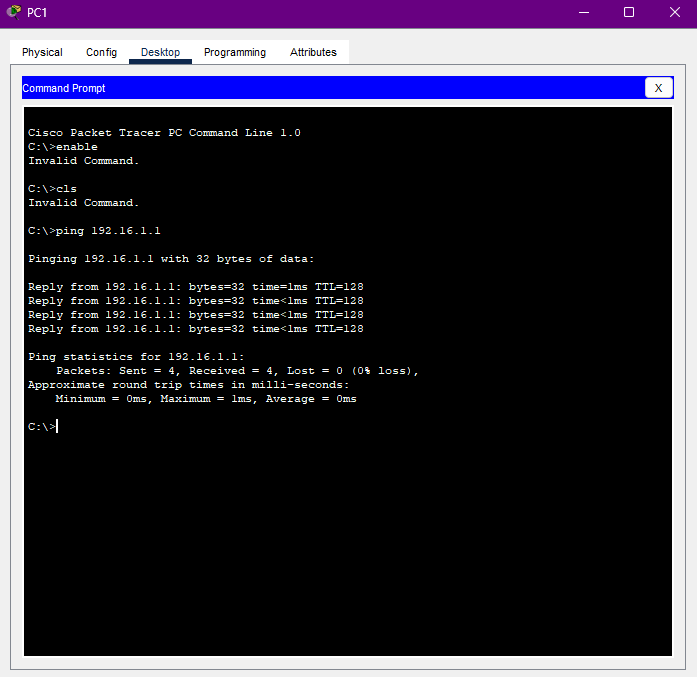 PC1
Physical Config Desktop Programming Attributes
Command Prompt X
Cisco Packet Tracer PC Command Line 1.0
C:\>enable
Invalid Command.
C:\>cls
Invalid Command.
C:\>ping 192.16.1.1
Pinging 192.16.1.1 with 32 bytes of data:
Reply from 192.16.1.1: bytes=32 time=1ms TTL=128
Reply from 192.16.1.1: bytes=32 time<1ms TTL=128
Reply from 192.16.1.1: bytes=32 time<1ms TTL=128
Reply from 192.16.1.1: bytes=32 time<1ms TTL=128
Ping statistics for 192.16.1.1:
Packets: Sent = 4, Received = 4, Lost = 0 (0% loss),
Approximate round trip times in milli-seconds:
Minimum = 0ms, Maximum = 1ms, Average = 0ms
C:\>